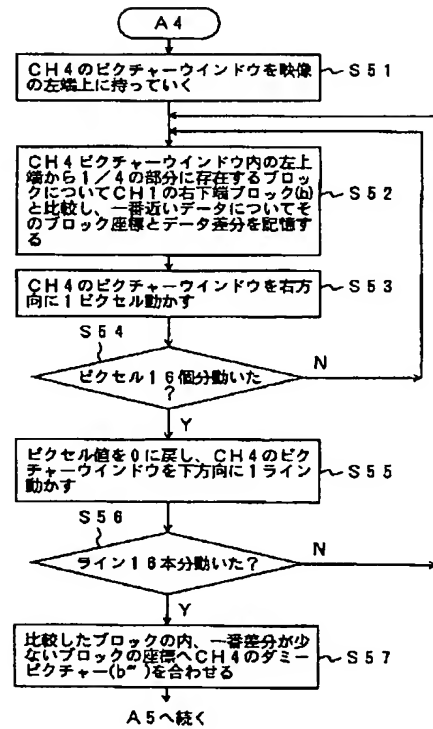 A4
CH4のピクチャーウインドウを映像
の左端上に持っていく
S51
CH4ピクチャーウインドウ内の左上
端から1/4の部分に存在するブロッ
クについてCH1の右下端ブロック(b)
と比較し、一番近いデータについてそ
のブロック座標とデータ差分を記憶す
る
S52
CH4のピクチャーウインドウを右方
向に1ピクセル動かす
S53
S54
ピクセル16個分動いた
?
N
Y
ピクセル値を0に戻し、CH4のピク
チャーウインドウを下方向に1ライン
動かす
S55
S56
ライン16本分動いた?
N
Y
比較したブロックの内、一番差分が少
ないブロックの座標へCH4のダミー
ピクチャー(b‴)を合わせる
S57
A5へ続く